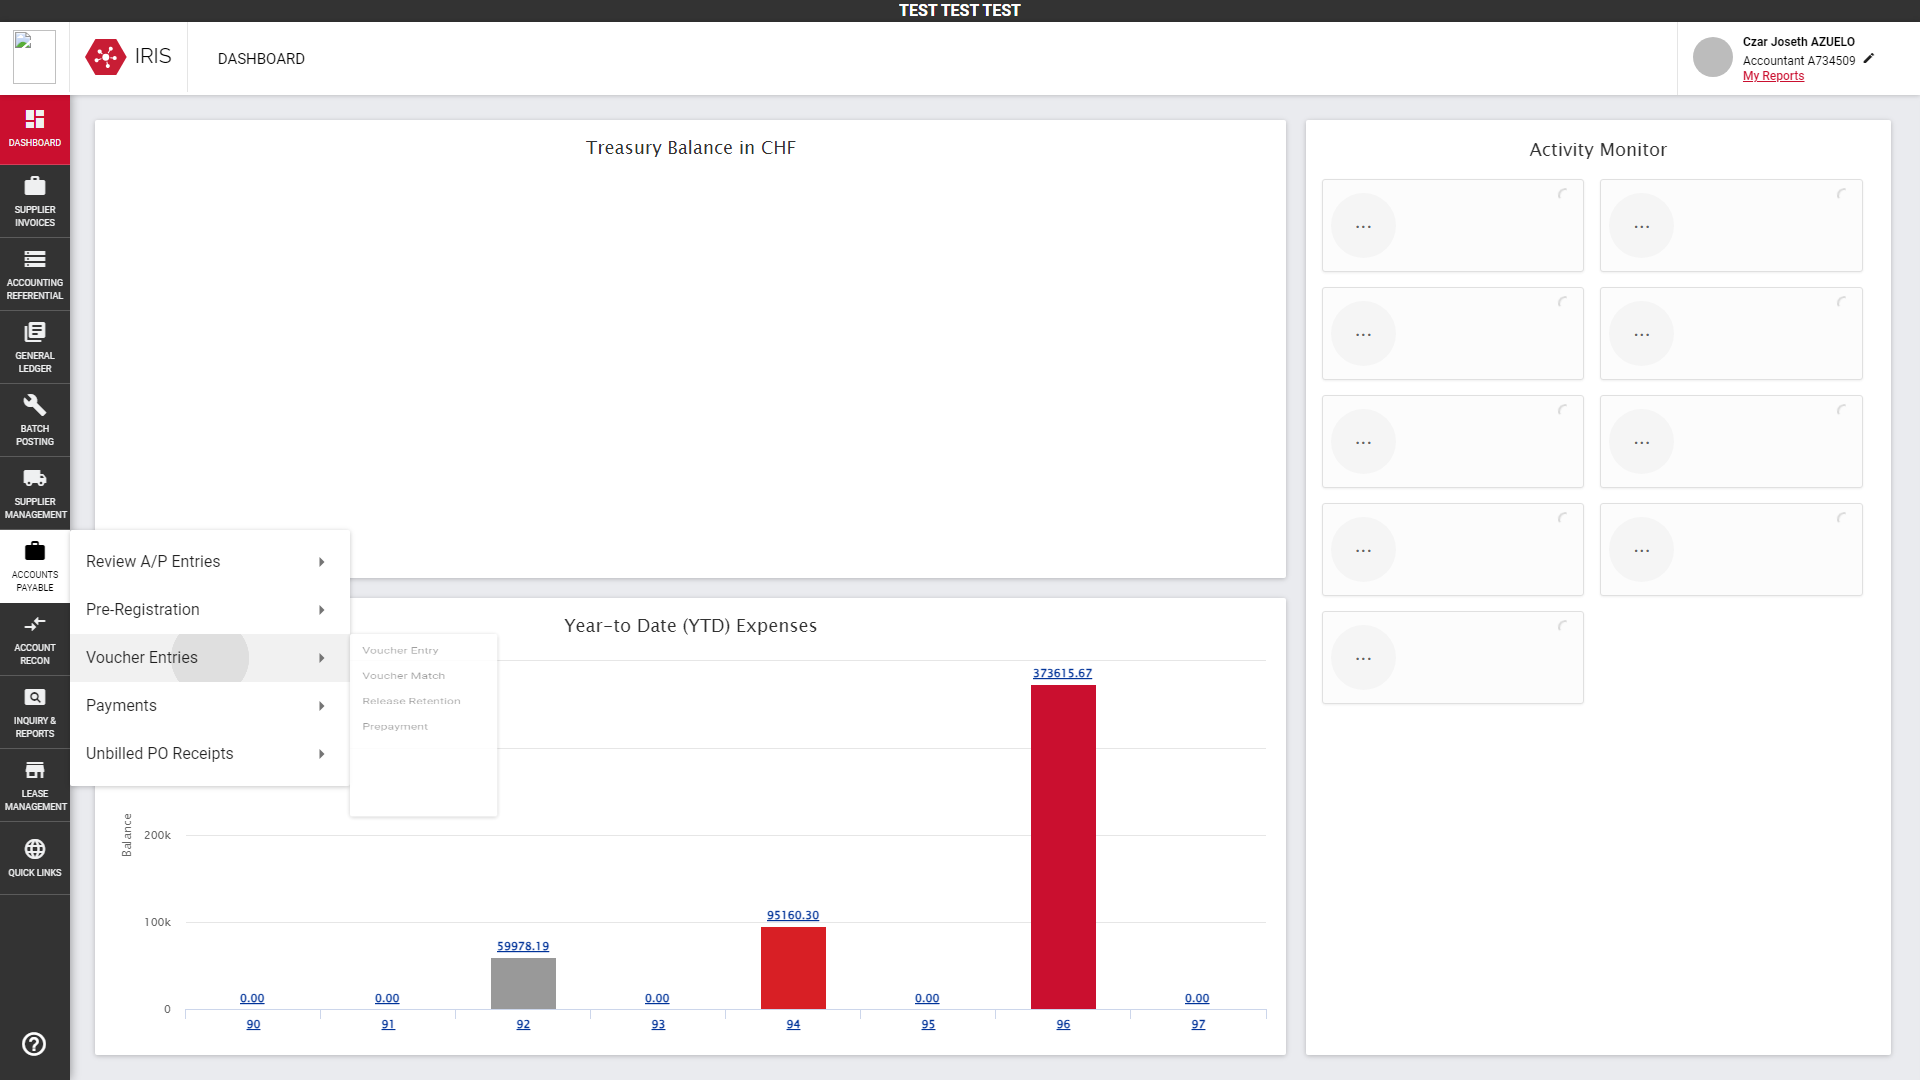 TEST TEST TEST
IRIS
DASHBOARD
Czar Joseth AZUELO
Accountant A734509
My Reports
DASHBOARD
SUPPLIER
INVOICES
ACCOUNTING
REFERENTIAL
GENERAL
LEDGER
BATCH
POSTING
SUPPLIER
MANAGEMENT
ACCOUNTS
PAYABLE
ACCOUNT
RECON
INQUIRY &
REPORTS
LEASE
MANAGEMENT
QUICK LINKS
Treasury Balance in CHF
Review A/P Entries
Pre-Registration
Voucher Entries
Payments
Unbilled PO Receipts
Voucher Entry
Voucher Match
Release Retention
Prepayment
Year-to Date (YTD) Expenses
Balance
200k
100k
0
0.00
0.00
59978.19
0.00
95160.30
0.00
373615.67
0.00
90
91
92
93
94
95
96
97
Activity Monitor
...
...
...
...
...
...
...
...
...